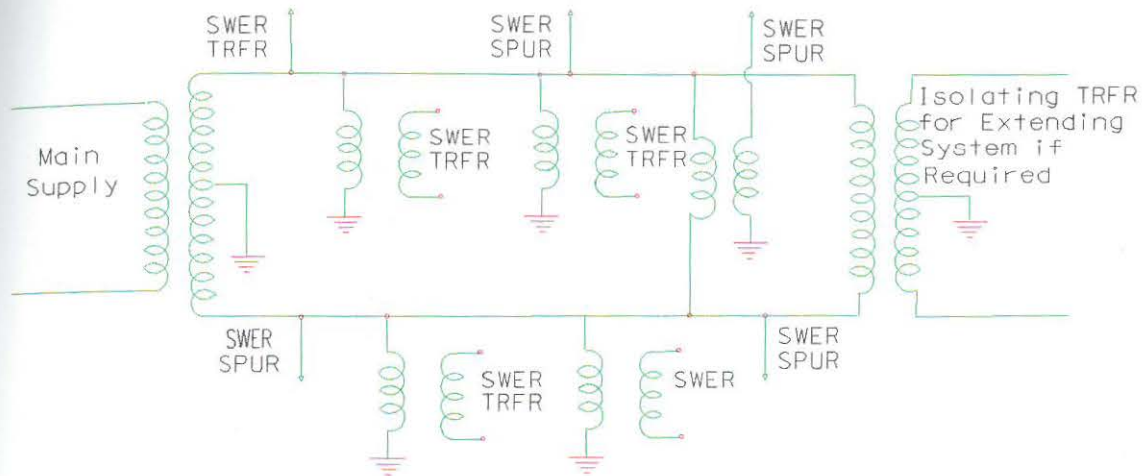 SWER
TRFR
SWER
SPUR
SWER
SPUR
Main
Supply
SWER
TRFR
SWER
TRFR
Isolating TRFR
for Extending
System if
Required
SWER
SPUR
SWER
TRFR
SWER
SWER
SPUR